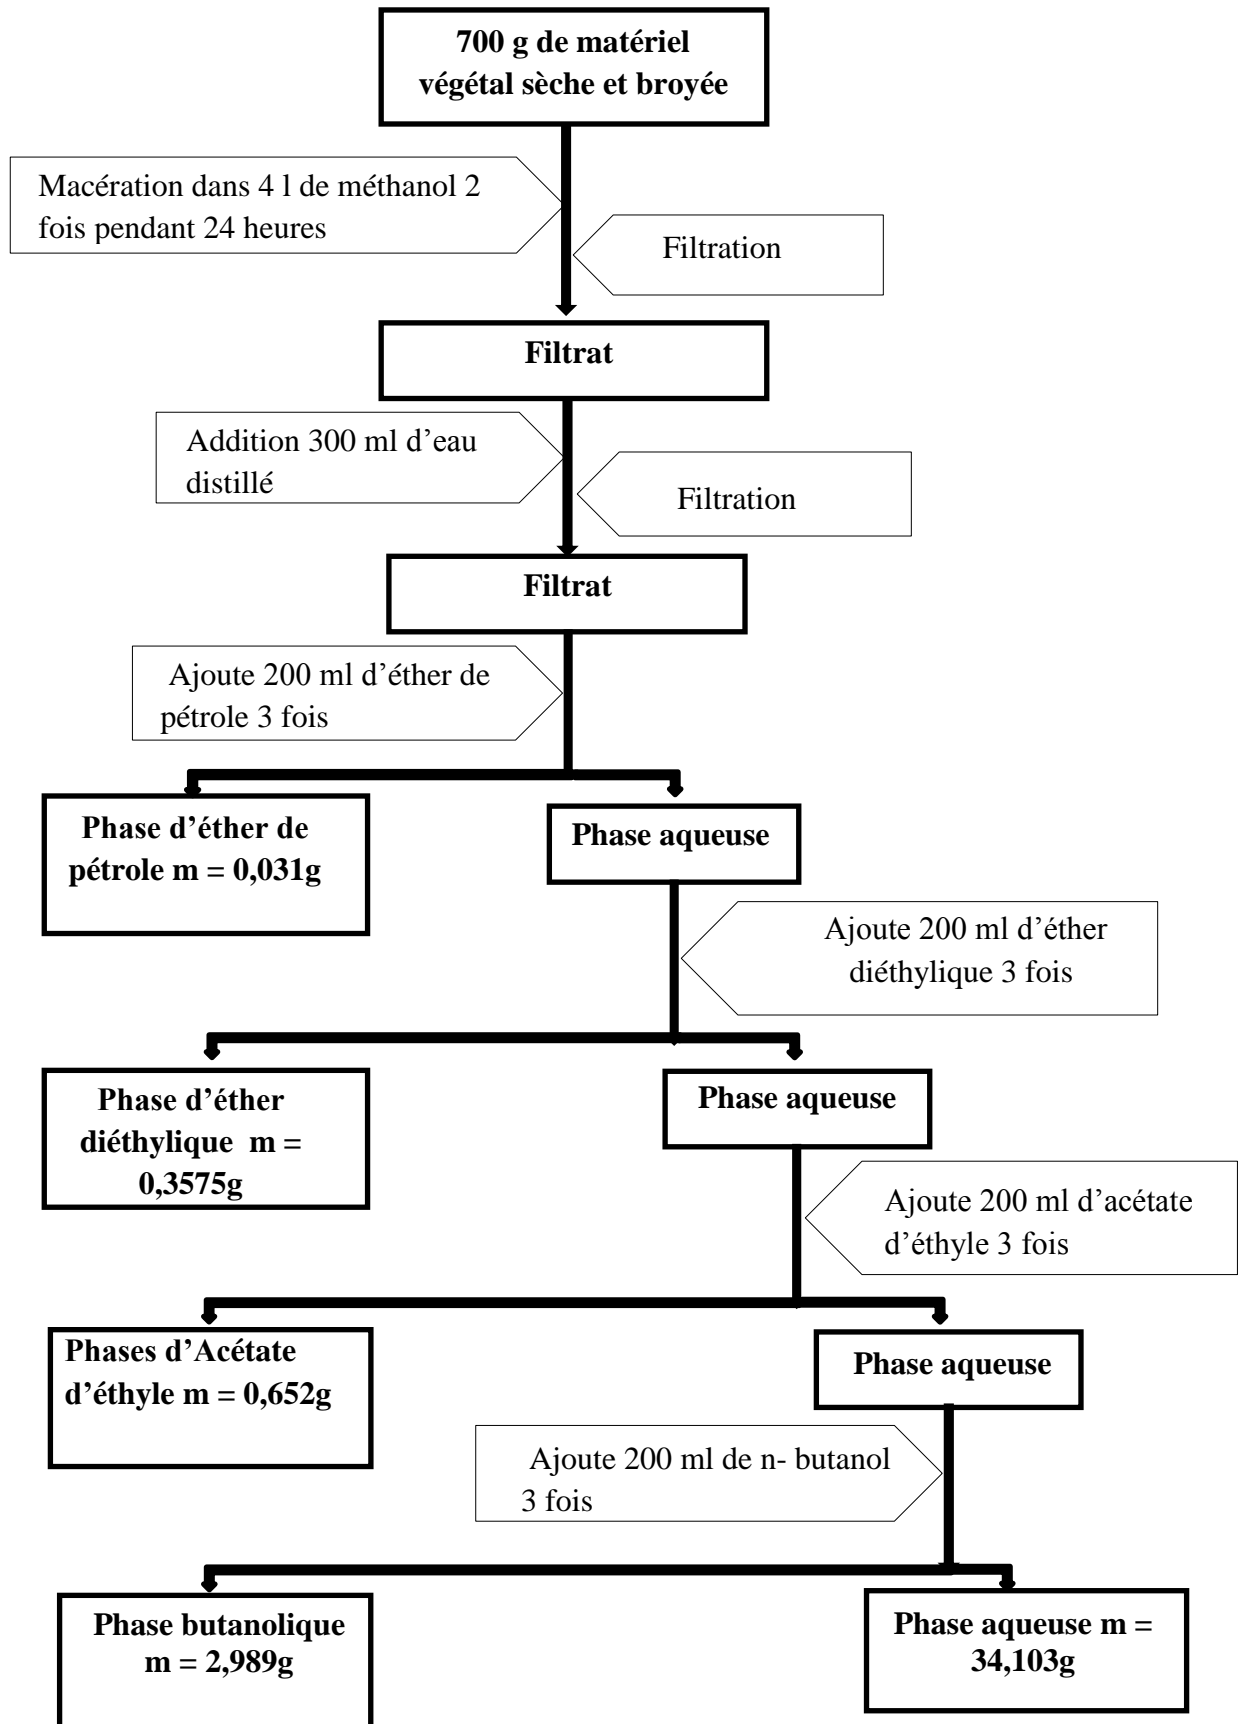 700 g de matériel
végétal sèche et broyée
Macération dans 4 l de méthanol 2
fois pendant 24 heures
Filtration
Filtrat
Addition 300 ml d’eau
distillé
Filtration
Filtrat
Ajoute 200 ml d’éther de
pétrole 3 fois
Phase d’éther de
pétrole m = 0,031g
Phase aqueuse
Ajoute 200 ml d’éther
diéthylique 3 fois
Phase d’éther
diéthylique m =
0,3575g
Phase aqueuse
Ajoute 200 ml d’acétate
d’éthyle 3 fois
Phases d’Acétate
d’éthyle m = 0,652g
Phase aqueuse
Ajoute 200 ml de n- butanol
3 fois
Phase butanolique
m = 2,989g
Phase aqueuse m =
34,103g